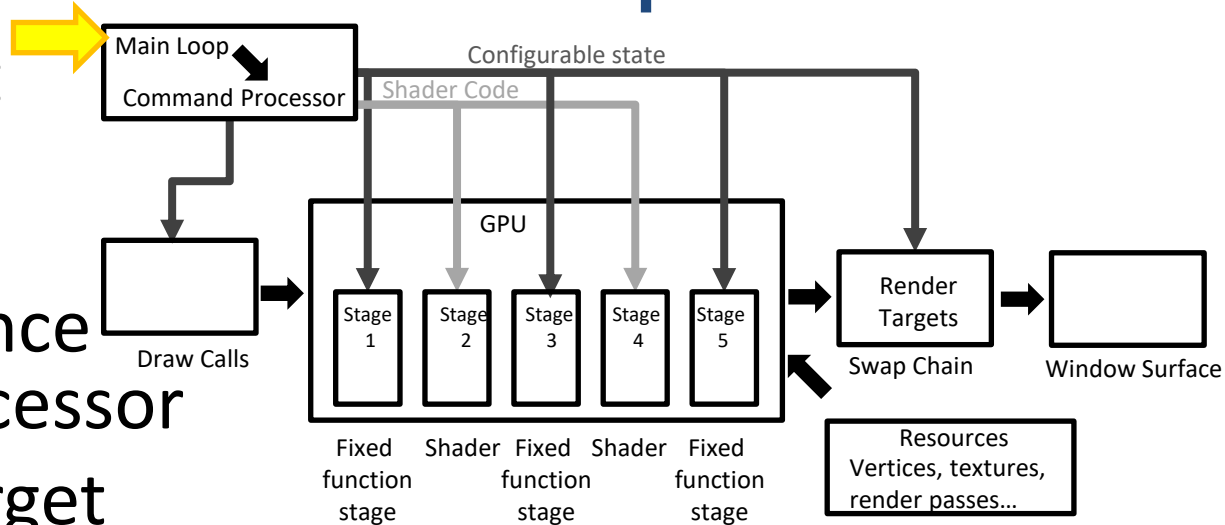 Main Loop
Configurable state
Command Processor
Shader Code
GPU
Stage
1
Stage
2
Stage
3
Stage
4
Stage
5
Render
Targets
Draw Calls
Swap Chain
Window Surface
nce
cessor
rget
Fixed
function
stage
Shader
Fixed
function
stage
Shader
Fixed
function
stage
Resources
Vertices, textures,
render passes...